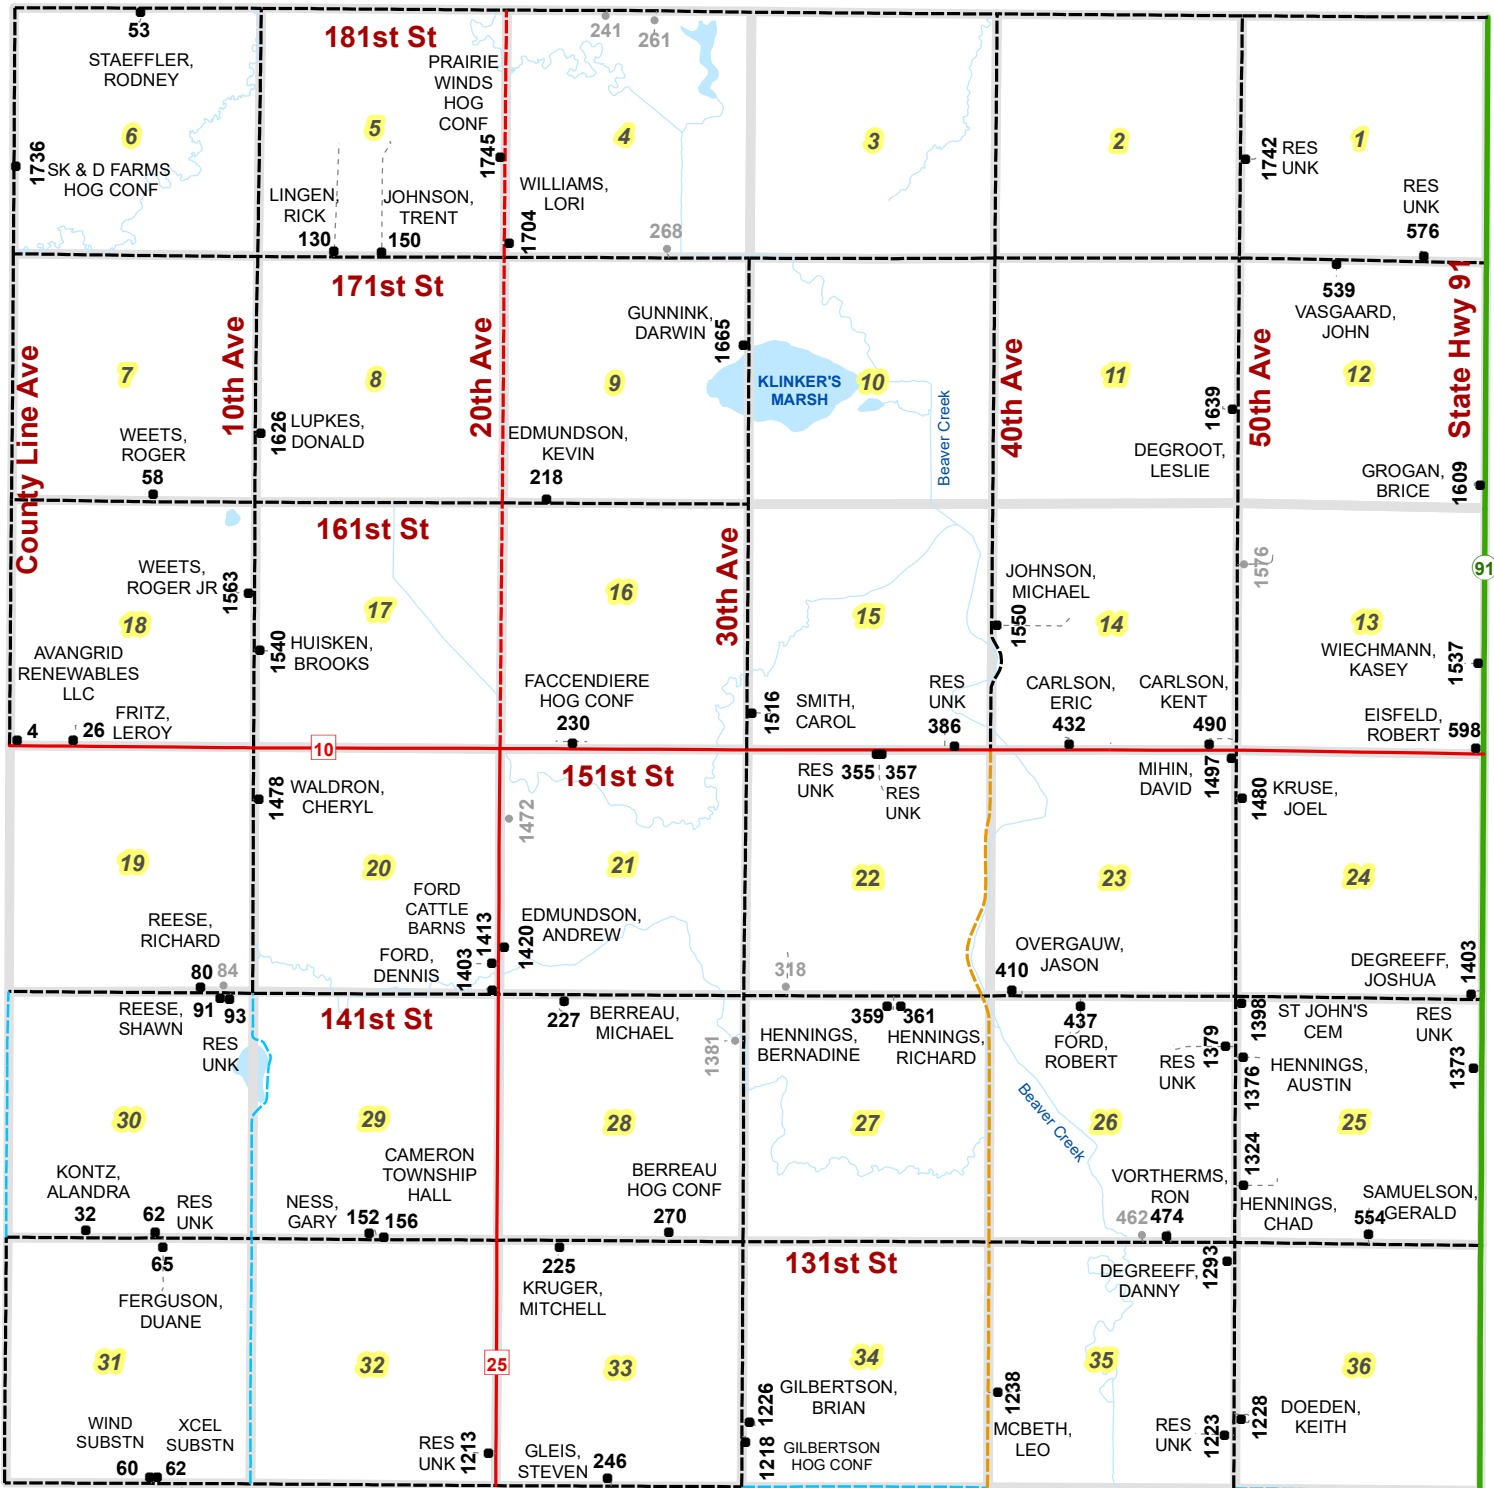 53
STAEFFLER,
RODNEY
181st St
PRAIRIE
WINDS
HOG
CONF
241
261
6
5
4
3
2
1
1736
SK & D FARMS
HOG CONF
1745
1742
RES
UNK
LINGEN,
RICK
130
JOHNSON,
TRENT
150
WILLIAMS,
LORI
1704
268
RES
UNK
576
171st St
539
VASGAARD,
JOHN
County Line Ave
10th Ave
20th Ave
GUNNINK,
DARWIN
1665
40th Ave
50th Ave
State Hwy 91
7
8
9
KLINKER'S
MARSH
10
11
12
Beaver Creek
WEETS,
ROGER
58
1626
LUPKES,
DONALD
EDMUNDSON,
KEVIN
218
1639
DEGROOT,
LESLIE
GROGAN,
BRICE
1609
161st St
30th Ave
WEETS,
ROGER JR
1563
JOHNSON,
MICHAEL
1550
1576
91
18
17
16
15
14
13
AVANGRID
RENEWABLES
LLC
4
26
FRITZ,
LEROY
1540
HUISKEN,
BROOKS
FACCENDIERE
HOG CONF
230
1516
SMITH,
CAROL
RES
UNK
386
CARLSON,
ERIC
432
CARLSON,
KENT
490
WIECHMANN,
KASEY
1537
EISFELD,
ROBERT
598
10
151st St
1478
WALDRON,
CHERYL
1472
RES
UNK
355
357
RES
UNK
MIHIN,
DAVID
1497
1480
KRUSE,
JOEL
19
20
21
22
23
24
REESE,
RICHARD
80
84
FORD
CATTLE
BARNS
1413
FORD,
DENNIS
1403
1420
EDMUNDSON,
ANDREW
318
OVERGAUW,
JASON
410
DEGREEFF,
JOSHUA
1403
REESE,
SHAWN
91
93
RES
UNK
141st St
227
BERREAU,
MICHAEL
1381
HENNINGS,
BERNADINE
359
361
HENNINGS,
RICHARD
437
FORD,
ROBERT
RES
UNK
1379
1398
ST JOHN'S
CEM
1376
HENNINGS,
AUSTIN
RES
UNK
1373
30
29
28
27
26
25
Beaver Creek
KONTZ,
ALANDRA
32
62
RES
UNK
NESS,
GARY
152
CAMERON
TOWNSHIP
HALL
156
BERREAU
HOG CONF
270
VORTHERMS,
RON
462
474
1324
HENNINGS,
CHAD
SAMUELSON,
GERALD
554
65
FERGUSON,
DUANE
225
KRUGER,
MITCHELL
131st St
DEGREEFF,
DANNY
1293
31
32
25
33
34
35
36
WIND
SUBSTN
60
XCEL
SUBSTN
62
RES
UNK
1213
GLEIS,
STEVEN
246
1226
GILBERTSON,
BRIAN
1218
GILBERTSON
HOG CONF
1238
MCBETH,
LEO
RES
UNK
1223
1228
DOEDEN,
KEITH